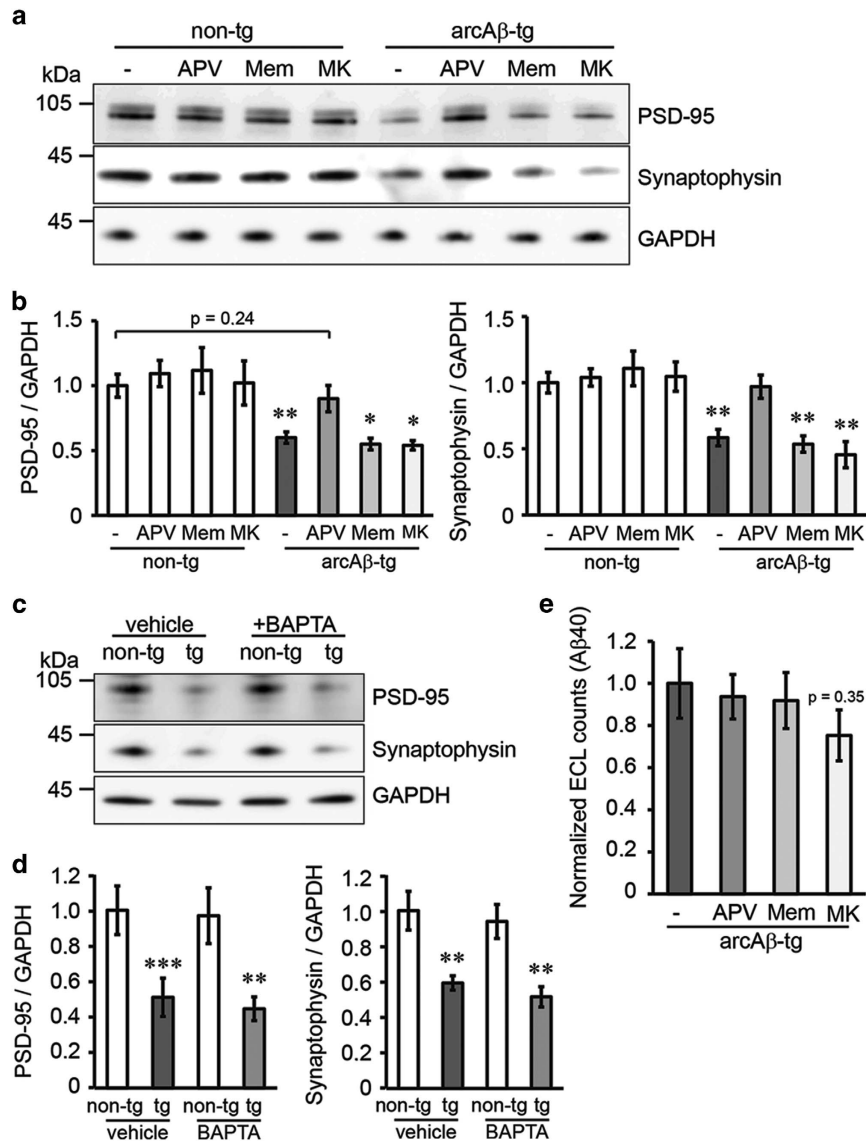 a
non-tg arcAβ-tg
kDa - APV Mem MK - APV Mem MK
105 PSD-95
45 Synaptophysin
45 GAPDH
b
PSD-95 / GAPDH
1.5
1.0
0.5
0
p = 0.24
** * *
- APV Mem MK - APV Mem MK
non-tg arcAβ-tg
Synaptophysin / GAPDH
1.5
1.0
0.5
0
** ** **
- APV Mem MK - APV Mem MK
non-tg arcAβ-tg
c
vehicle +BAPTA
kDa non-tg tg non-tg tg
105 PSD-95
45 Synaptophysin
45 GAPDH
d
PSD-95 / GAPDH
1.2
1.0
0.8
0.6
0.4
0.2
0
*** **
non-tg tg non-tg tg
vehicle BAPTA
Synaptophysin / GAPDH
1.2
1.0
0.8
0.6
0.4
0.2
0
** **
non-tg tg non-tg tg
vehicle BAPTA
e
Normalized ECL counts (Aβ40)
1.2
1.0
0.8
0.6
0.4
0.2
0
p = 0.35
- APV Mem MK
arcAβ-tg